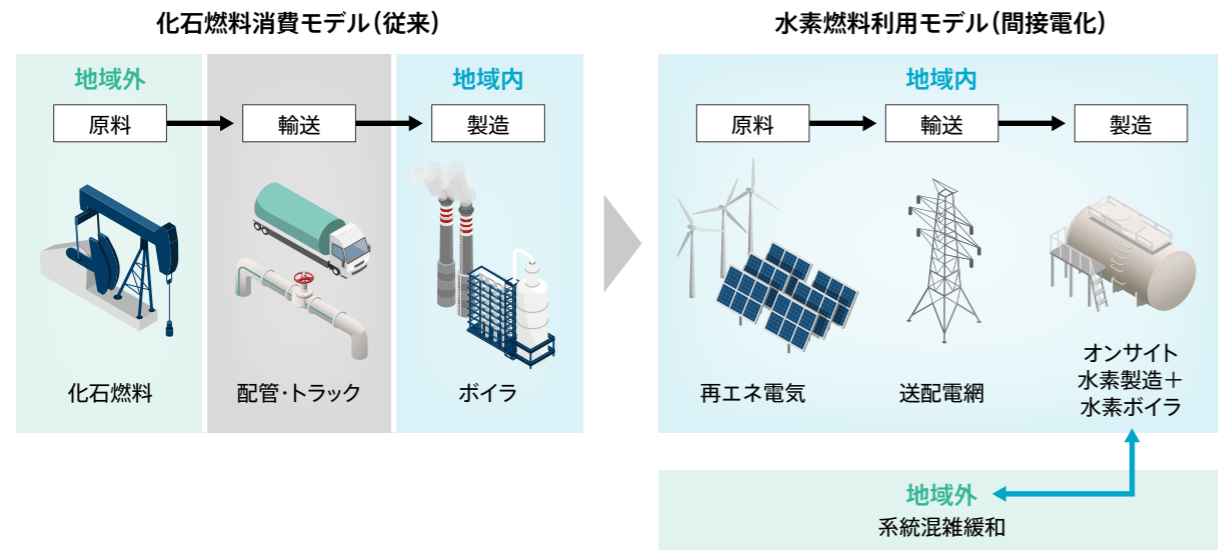 化石燃料消費モデル(従来)
地域外
地域内
原料
輸送
製造
化石燃料
配管・トラック
ボイラ
水素燃料利用モデル(間接電化)
地域内
原料
輸送
製造
再エネ電気
送配電網
オンサイト
水素製造＋
水素ボイラ
地域外
系統混雑緩和